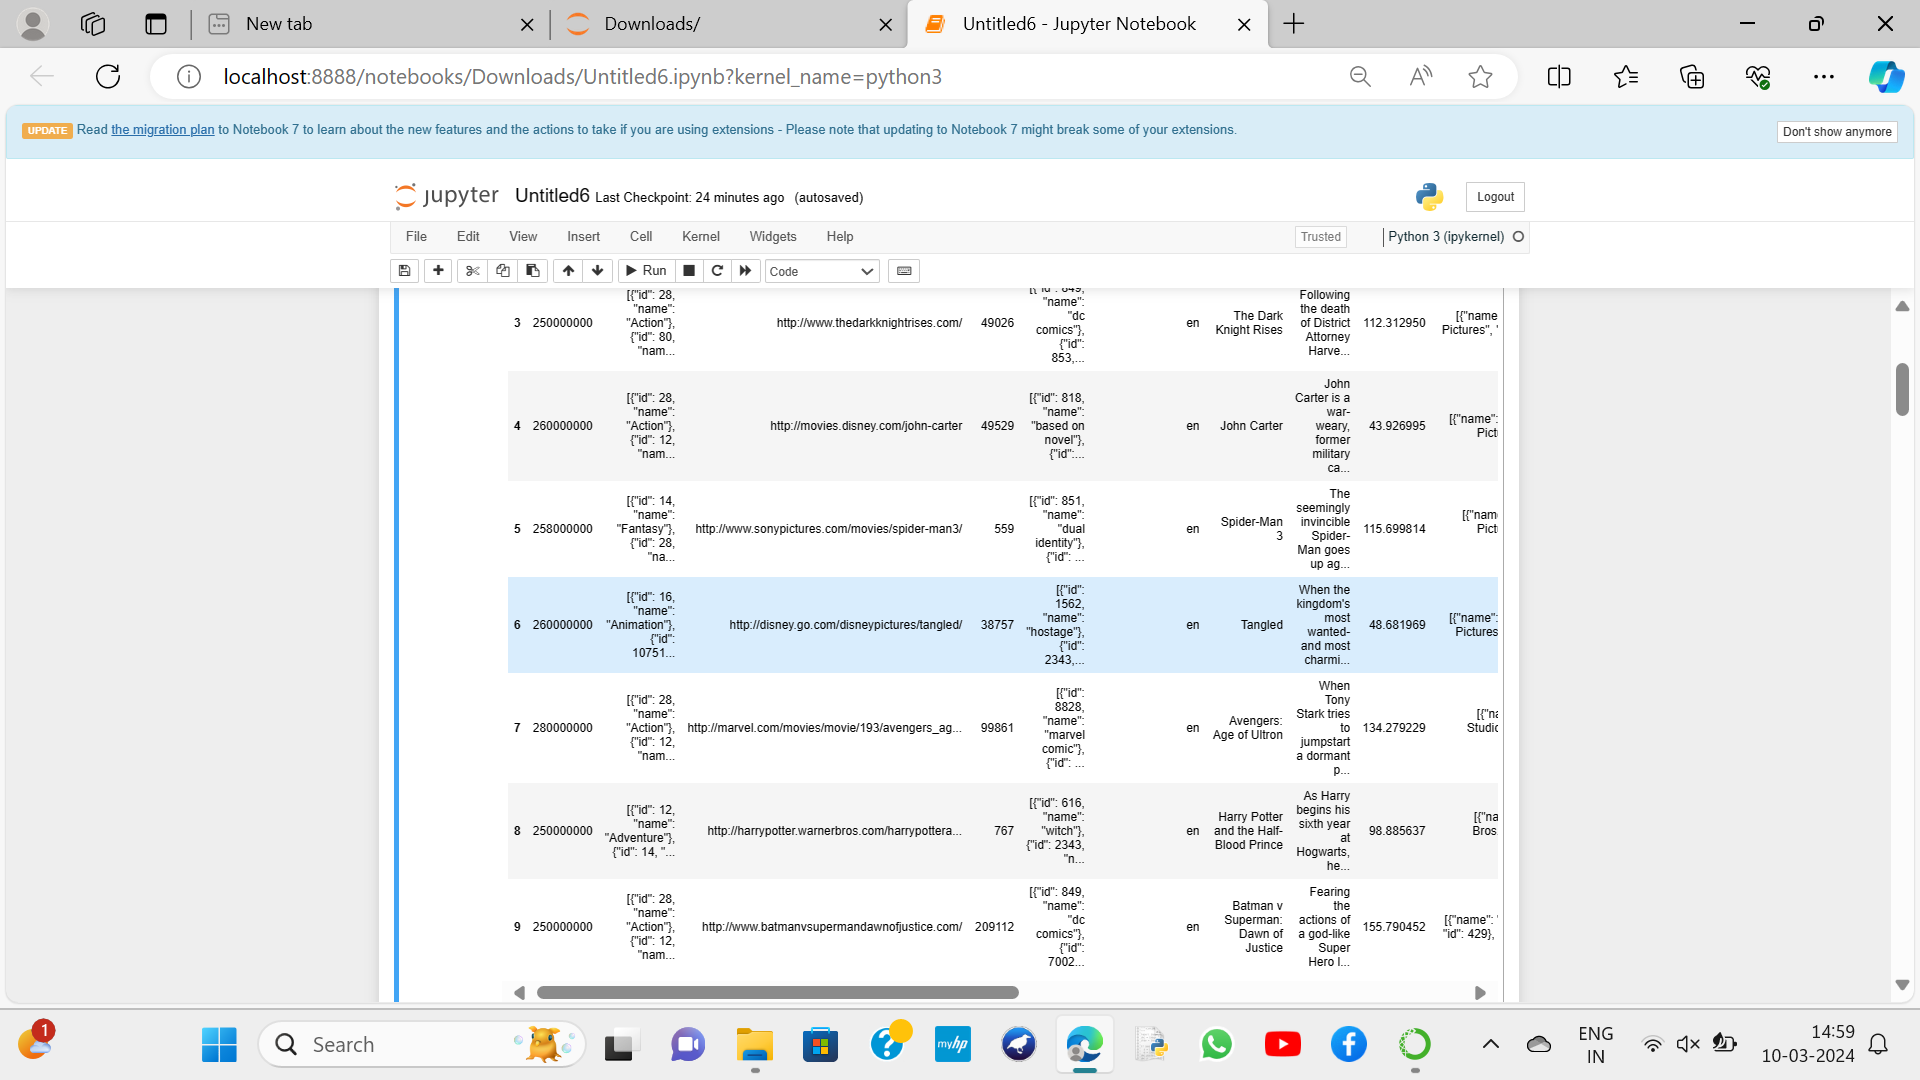 New tab
Downloads/
Untitled6 - Jupyter Notebook
localhost:8888/notebooks/Downloads/Untitled6.ipynb?kernel_name=python3
UPDATE Read the migration plan to Notebook 7 to learn about the new features and the actions to take if you are using extensions - Please note that updating to Notebook 7 might break some of your extensions.
Don't show anymore
jupyter Untitled6 Last Checkpoint: 24 minutes ago (autosaved)
Logout
File Edit View Insert Cell Kernel Widgets Help
Trusted
Python 3 (ipykernel)
Run
Code
3 250000000
[{"id": 28,
"name":
"Action"},
{"id": 80,
"nam...
http://www.thedarkknightrises.com/
49026
[{"id": 849,
"name":
"dc
comics"},
{"id":
853,...
en
The Dark
Knight Rises
Following
the death
of District
Attorney
Harve...
112.312950
[{"name
Pictures", "
4 260000000
[{"id": 28,
"name":
"Action"},
{"id": 12,
"nam...
http://movies.disney.com/john-carter
49529
[{"id": 818,
"name":
"based on
novel"},
{"id":...
en
John Carter
John
Carter is a
war-
weary,
former
military
ca...
43.926995
[{"name":
Pict
5 258000000
[{"id": 14,
"name":
"Fantasy"},
{"id": 28,
"na...
http://www.sonypictures.com/movies/spider-man3/
559
[{"id": 851,
"name":
"dual
identity"},
{"id": ...
en
Spider-Man
3
The
seemingly
invincible
Spider-
Man goes
up ag...
115.699814
[{"nam
Pict
6 260000000
[{"id": 16,
"name":
"Animation"},
{"id":
10751...
http://disney.go.com/disneypictures/tangled/
38757
[{"id":
1562,
"name":
"hostage"},
{"id":
2343,...
en
Tangled
When the
kingdom's
most
wanted-
and most
charmi...
48.681969
[{"name":
Pictures
7 280000000
[{"id": 28,
"name":
"Action"},
{"id": 12,
"nam...
http://marvel.com/movies/movie/193/avengers_ag...
99861
[{"id":
8828,
"name":
"marvel
comic"},
{"id": ...
en
Avengers:
Age of Ultron
When
Tony
Stark tries
to
jumpstart
a dormant
p...
134.279229
[{"na
Studic
8 250000000
[{"id": 12,
"name":
"Adventure"},
{"id": 14, "...
http://harrypotter.warnerbros.com/harrypottera...
767
[{"id": 616,
"name":
"witch"},
{"id": 2343,
"n...
en
Harry Potter
and the Half-
Blood Prince
As Harry
begins his
sixth year
at
Hogwarts,
he...
98.885637
[{"na
Bros.
9 250000000
[{"id": 28,
"name":
"Action"},
{"id": 12,
"nam...
http://www.batmanvsupermandawnofjustice.com/
209112
[{"id": 849,
"name":
"dc
comics"},
{"id":
7002...
en
Batman v
Superman:
Dawn of
Justice
Fearing
the
actions of
a god-like
Super
Hero l...
155.790452
[{"name": "
"id": 429},
1
Search
myhp
ENG
IN
14:59
10-03-2024